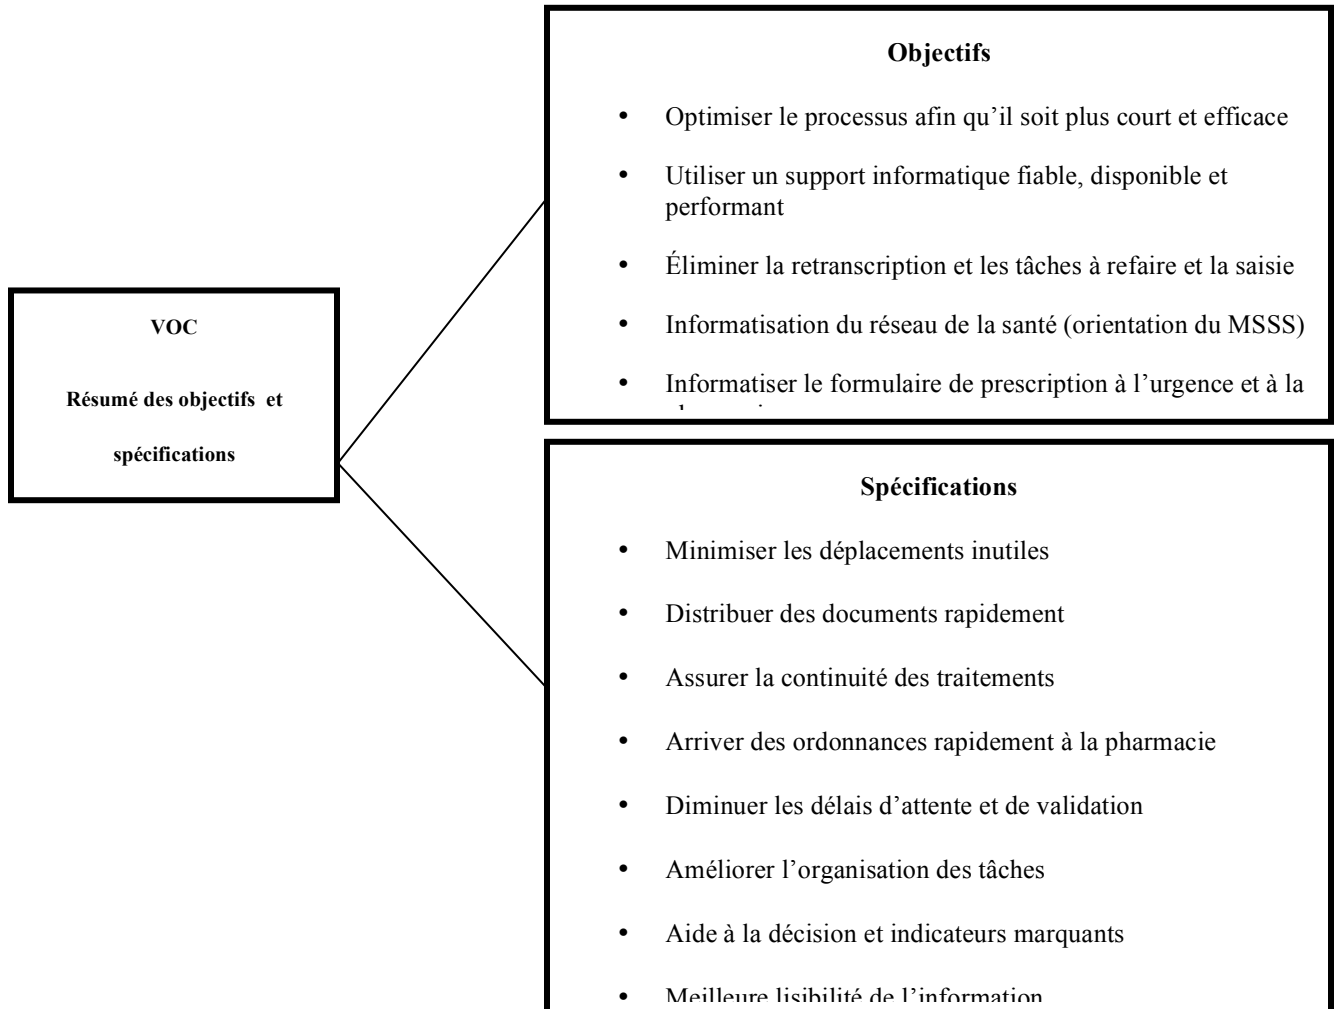 VOC
Résumé des objectifs et
spécifications
Objectifs
• Optimiser le processus afin qu’il soit plus court et efficace
• Utiliser un support informatique fiable, disponible et
performant
• Éliminer la retranscription et les tâches à refaire et la saisie
• Informatisation du réseau de la santé (orientation du MSSS)
• Informatiser le formulaire de prescription à l’urgence et à la
Spécifications
• Minimiser les déplacements inutiles
• Distribuer des documents rapidement
• Assurer la continuité des traitements
• Arriver des ordonnances rapidement à la pharmacie
• Diminuer les délais d’attente et de validation
• Améliorer l’organisation des tâches
• Aide à la décision et indicateurs marquants
• Meilleure lisibilité de l’information